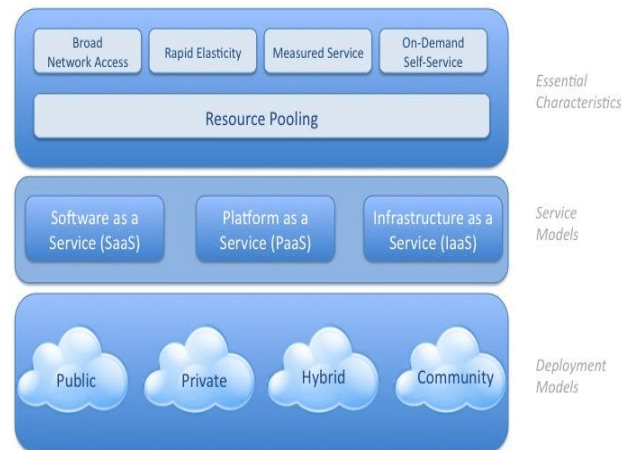 Broad
Network Access
Rapid Elasticity
Measured Service
On-Demand
Self-Service
Resource Pooling
Essential
Characteristics
Software as a
Service (SaaS)
Platform as a
Service (PaaS)
Infrastructure as a
Service (IaaS)
Service
Models
Public
Private
Hybrid
Community
Deployment
Models